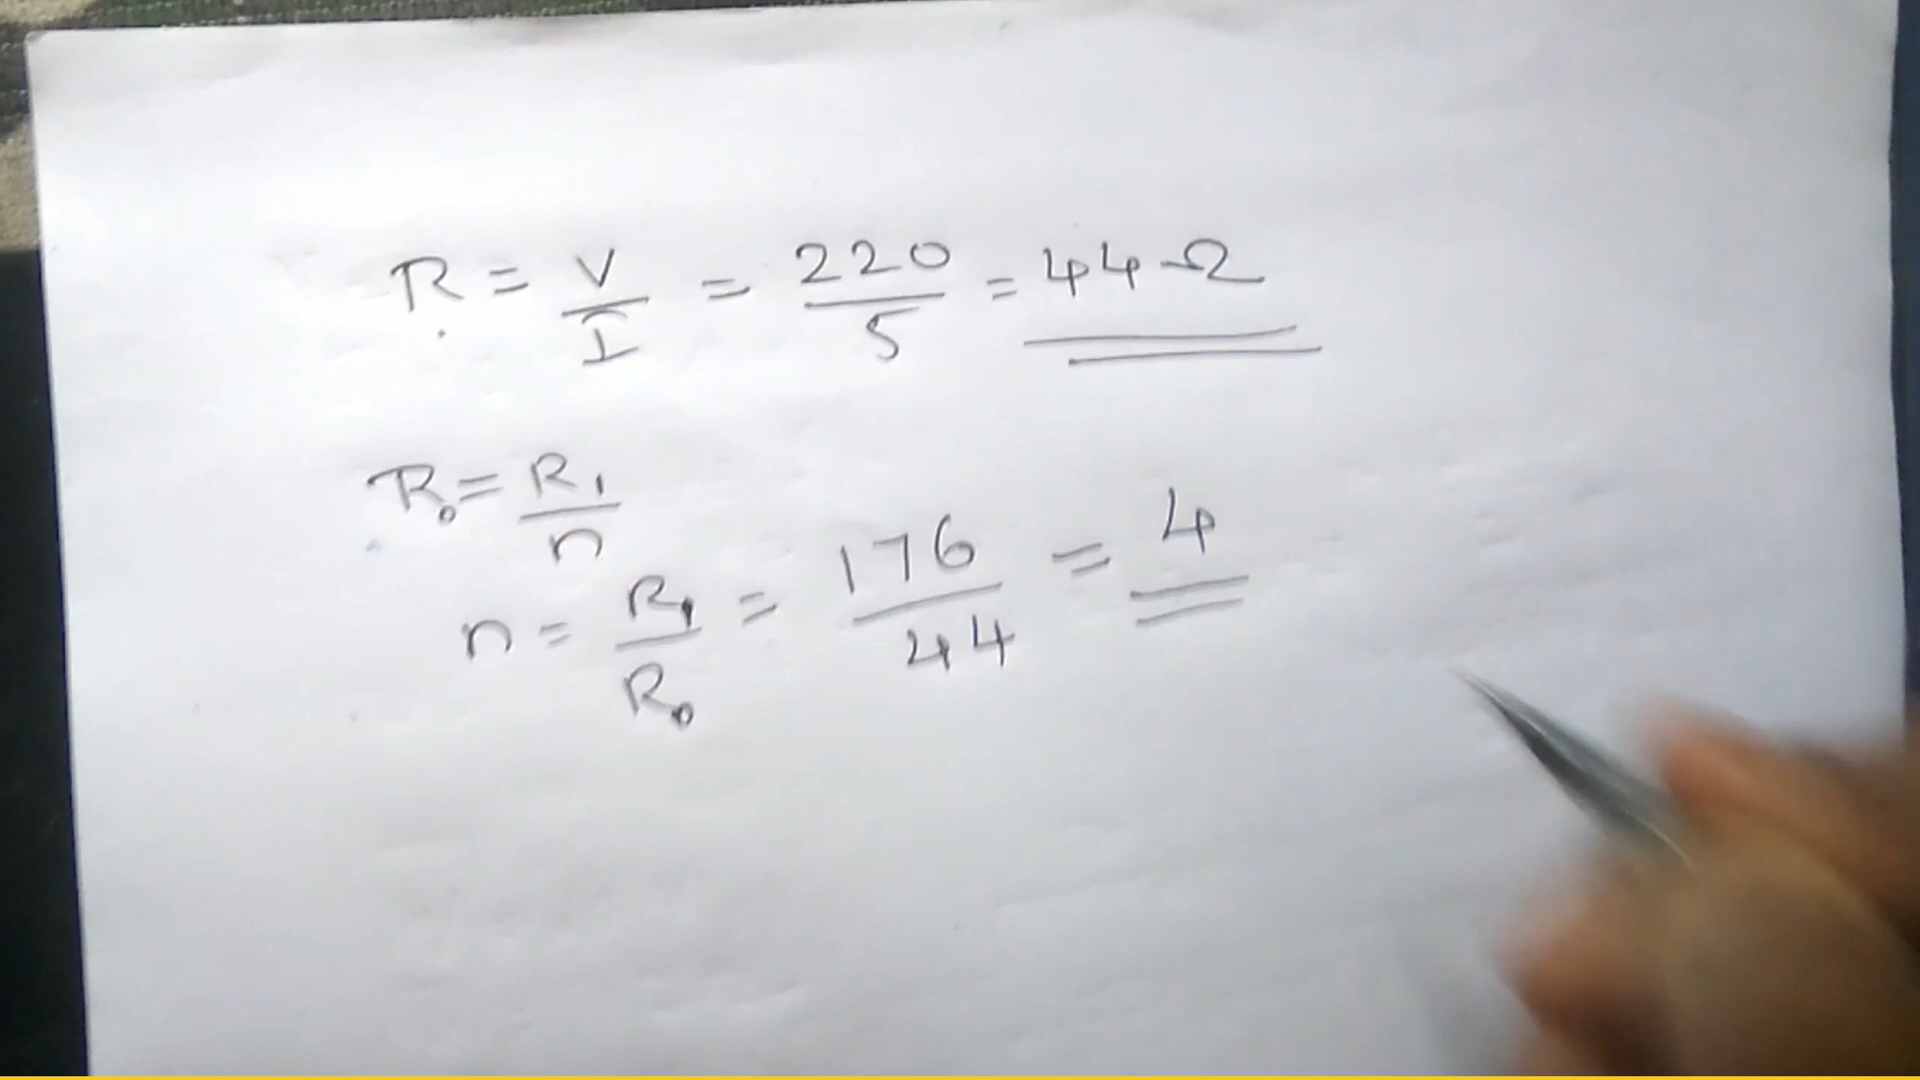 R = V/I = 220/5 = 44 Ω
R₀ = R₁/n
n = R₁/R₀ = 176/44 = 4